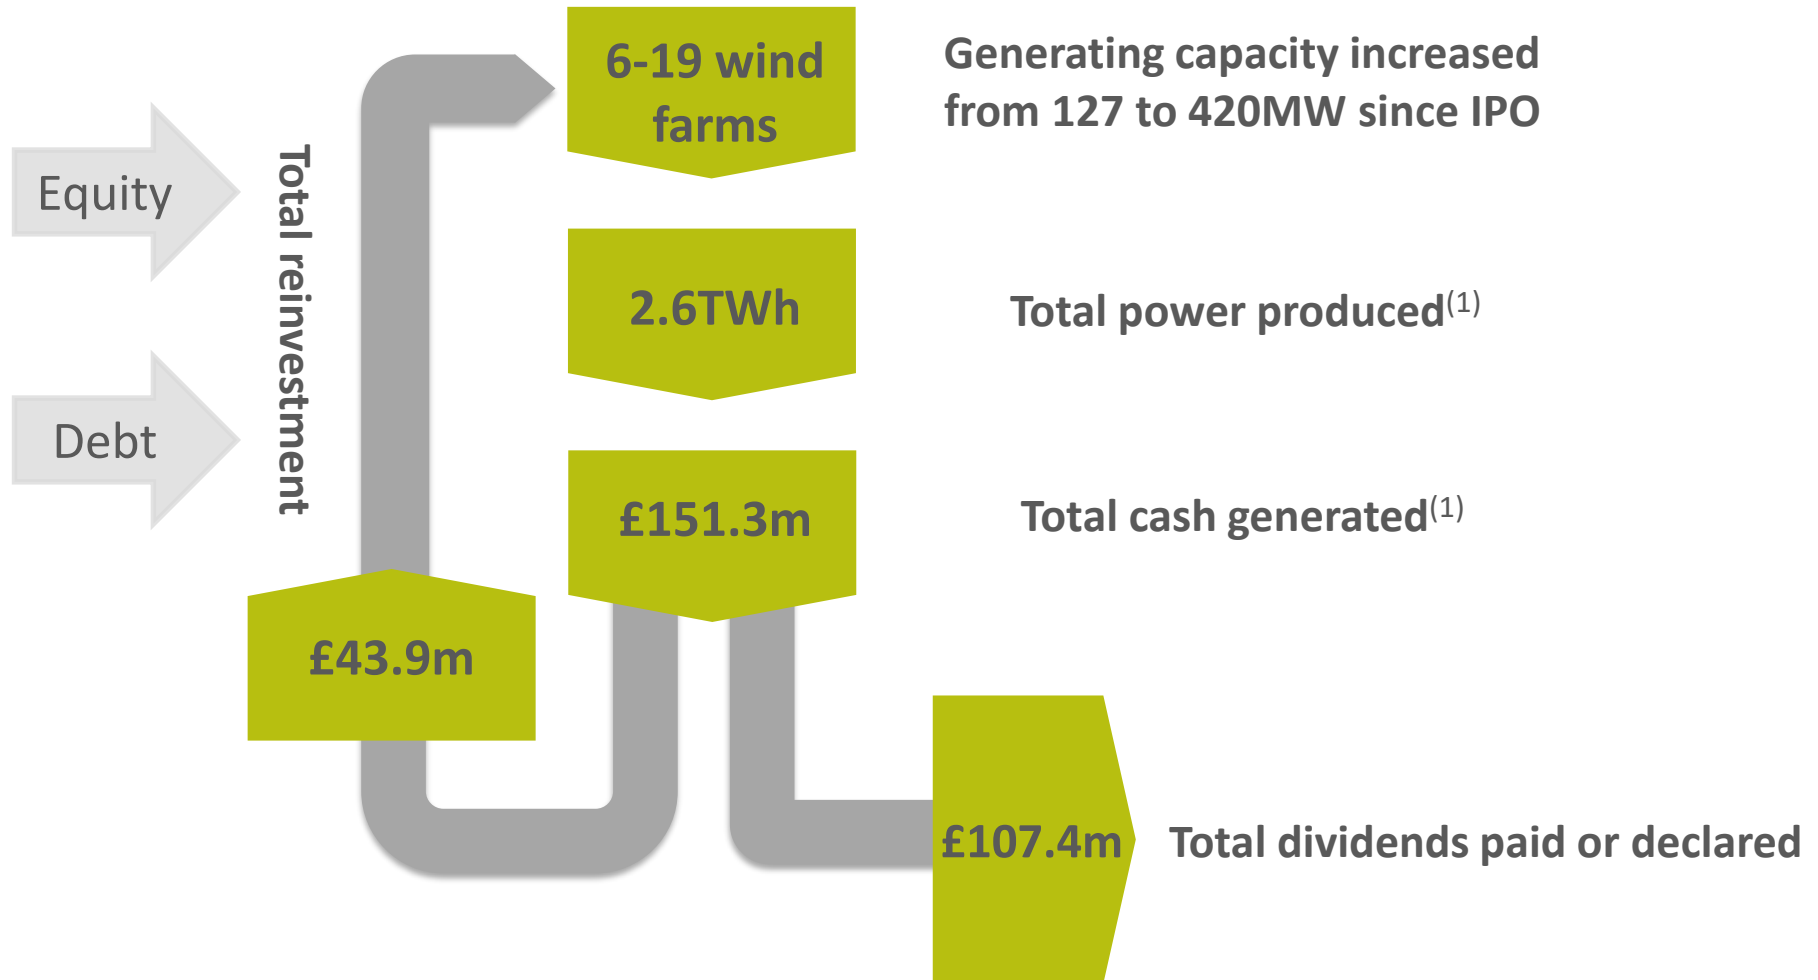 6-19 wind
farms
Generating capacity increased
from 127 to 420MW since IPO
Equity
Total reinvestment
2.6TWh
Total power produced(1)
Debt
£151.3m
Total cash generated(1)
£43.9m
£107.4m
Total dividends paid or declared